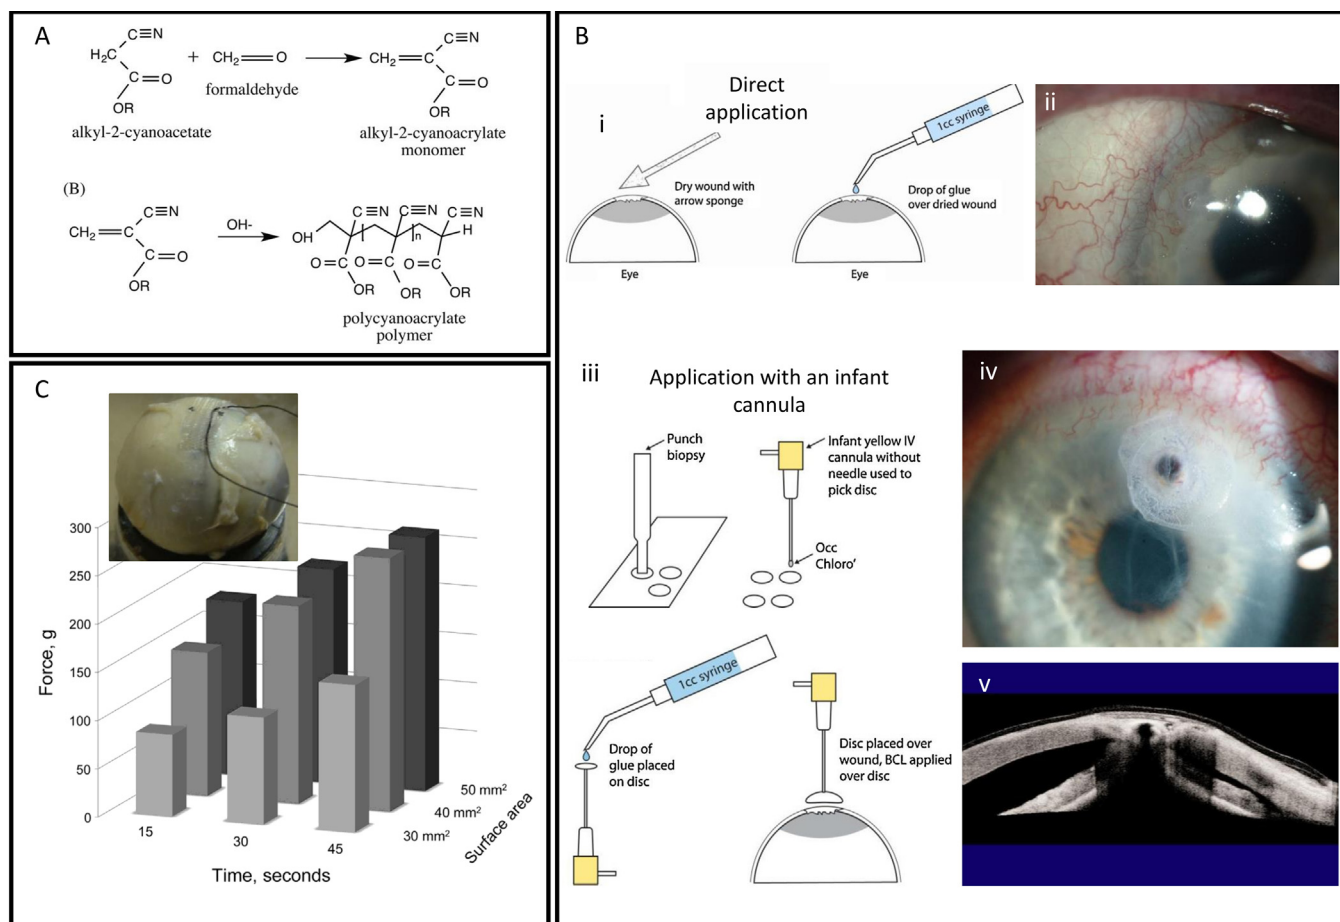 A
C≡N
H₂C
C=O
OR
alkyl-2-cyanoacetate
+
CH₂=O
formaldehyde
C≡N
CH₂=C
C=O
OR
alkyl-2-cyanoacrylate
monomer
(B)
C≡N
CH₂=C
C=O
OR
OH-
OH
C≡N
C≡N
C≡N
H
n
O=C
O=C
O=C
OR
OR
OR
polycyanoacrylate
polymer
B
i
Direct
application
Dry wound with
arrow sponge
Eye
1cc syringe
Drop of glue
over dried wound
Eye
ii
iii
Application with an infant
cannula
Punch
biopsy
Infant yellow IV
cannula without
needle used to
pick disc
Occ
Chloro'
1cc syringe
Drop of
glue placed
on disc
Disc placed over
wound, BCL applied
over disc
iv
v
C
Force, g
300
250
200
150
100
50
0
15
30
45
Time, seconds
50 mm²
40 mm²
30 mm²
Surface area